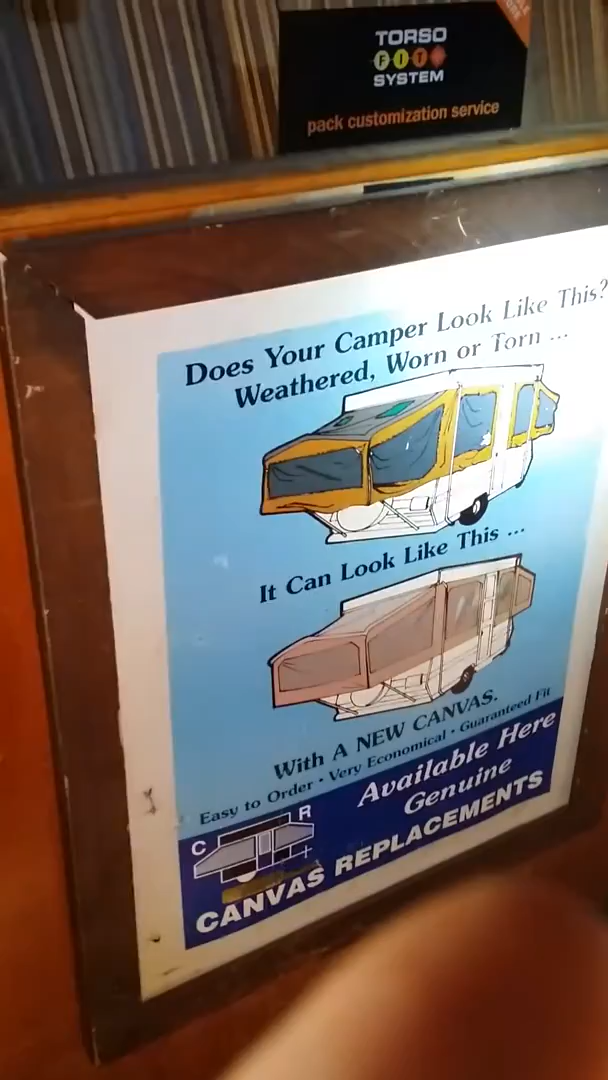 TORSO
FIT
SYSTEM
pack customization service
Does Your Camper Look Like This?
Weathered, Worn or Torn ...
It Can Look Like This ...
With A NEW CANVAS.
Easy to Order • Very Economical • Guaranteed Fit
Available Here
Genuine
C R
CANVAS REPLACEMENTS